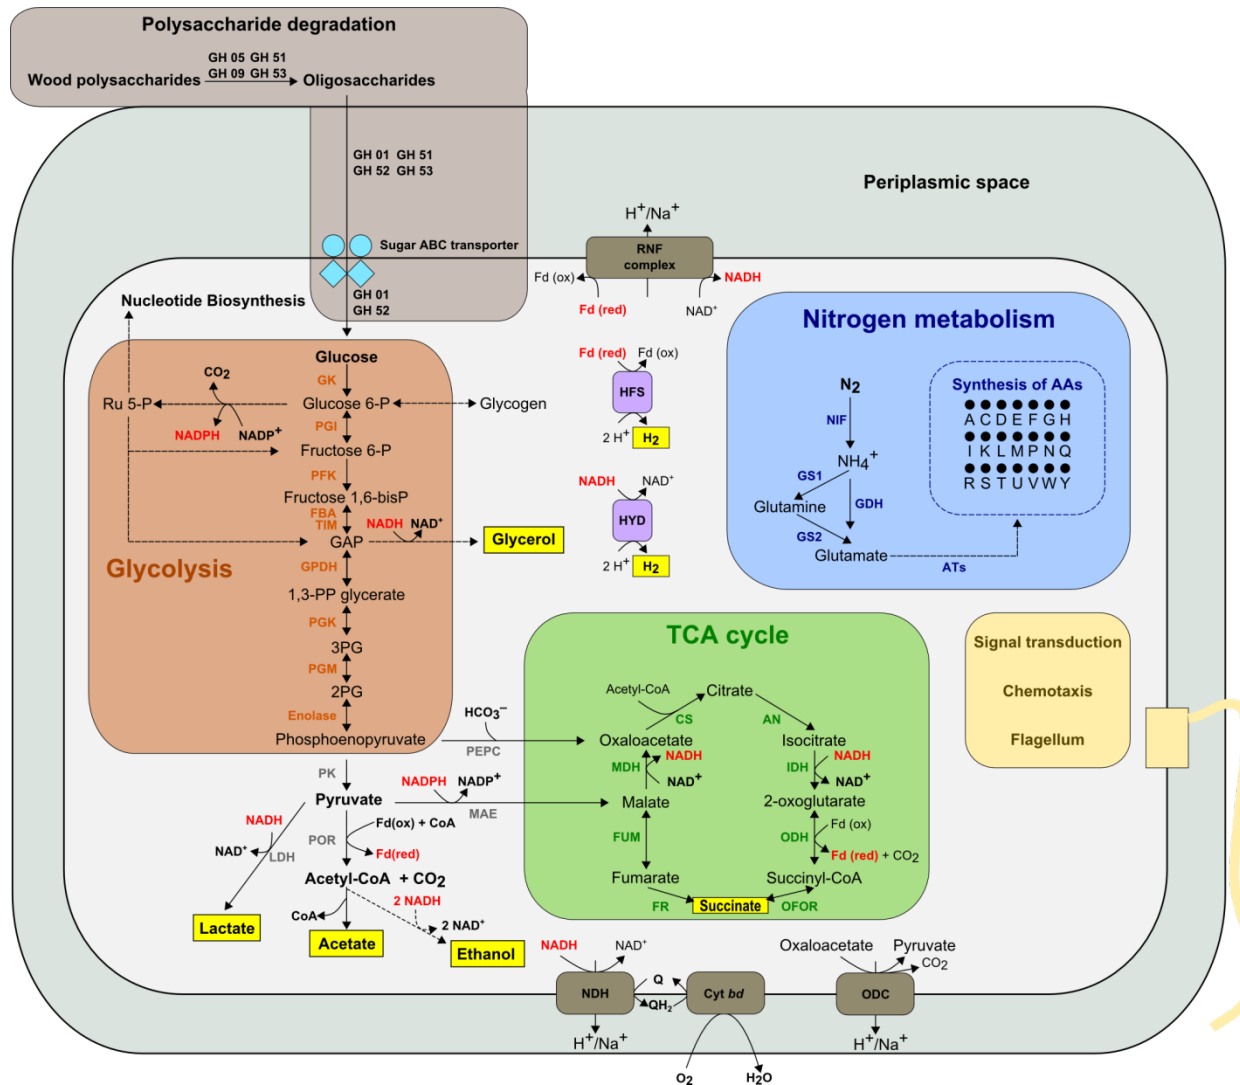 Polysaccharide degradation
GH 05 GH 51
Wood polysaccharides
GH 09 GH 53
Oligosaccharides
GH 01 GH 51
GH 52 GH 53
Periplasmic space
Sugar ABC transporter
GH 01
GH 52
H⁺/Na⁺
RNF
complex
Fd (ox)
NADH
Fd (red)
NAD⁺
Nucleotide Biosynthesis
Glucose
GK
CO₂
Ru 5-P
Glucose 6-P
Glycogen
NADPH
NADP⁺
PGI
Fructose 6-P
PFK
Fructose 1,6-bisP
FBA
TIM
NADH
NAD⁺
GAP
Glycerol
Glycolysis
GPDH
1,3-PP glycerate
PGK
3PG
PGM
2PG
Enolase
Phosphoenopyruvate
Fd (red)
Fd (ox)
HFS
2 H⁺
H₂
NADH
NAD⁺
HYD
2 H⁺
H₂
Nitrogen metabolism
N₂
NIF
NH₄⁺
GS1
Glutamine
GDH
GS2
Glutamate
ATs
Synthesis of AAs
A C D E F G H
I K L M P N Q
R S T U V W Y
HCO₃⁻
PEPC
PK
Pyruvate
NADPH
NADP⁺
MAE
NADH
NAD⁺
LDH
POR
Fd(ox) + CoA
Fd(red)
Acetyl-CoA + CO₂
CoA
2 NADH
2 NAD⁺
Lactate
Acetate
Ethanol
TCA cycle
Acetyl-CoA
Citrate
CS
AN
Oxaloacetate
Isocitrate
MDH
NADH
NAD⁺
IDH
NADH
NAD⁺
Malate
2-oxoglutarate
FUM
ODH
Fd (ox)
Fd (red) + CO₂
Fumarate
Succinyl-CoA
FR
Succinate
OFOR
Signal transduction
Chemotaxis
Flagellum
NADH
NAD⁺
NDH
Q
QH₂
Cyt bd
H⁺/Na⁺
O₂
H₂O
Oxaloacetate
Pyruvate
CO₂
ODC
H⁺/Na⁺